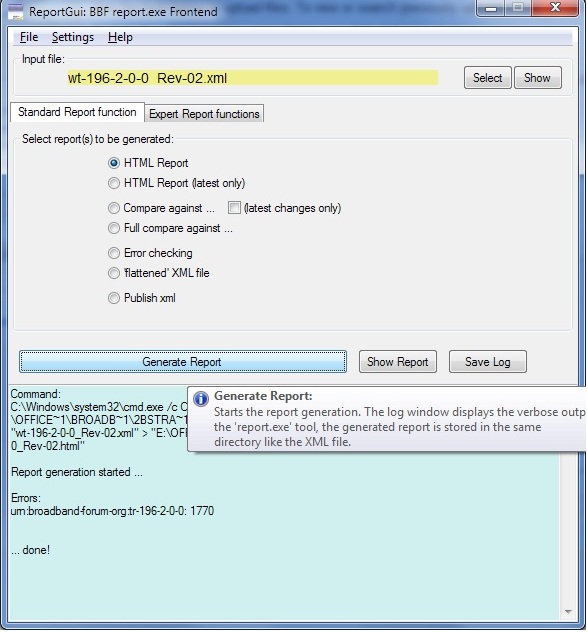 ReportGui: BBF report.exe Frontend
File Settings Help
Input file:
wt-196-2-0-0 Rev-02.xml
Select Show
Standard Report function Expert Report functions
Select report(s) to be generated:
HTML Report
HTML Report (latest only)
Compare against ... (latest changes only)
Full compare against ...
Error checking
'flattened' XML file
Publish xml
Generate Report Show Report Save Log
Command:
C:\Windows\system32\cmd.exe /c C
\OFFICE~1\BROADB~1\2BSTRA~1
"wt-196-2-0-0_Rev-02.xml" > "E:\OF
0_Rev-02.html"
Generate Report:
Starts the report generation. The log window displays the verbose outp
the 'report.exe' tool, the generated report is stored in the same
directory like the XML file.
Report generation started ...
Errors:
urn:broadband-forum-org:tr-196-2-0-0: 1770
... done!